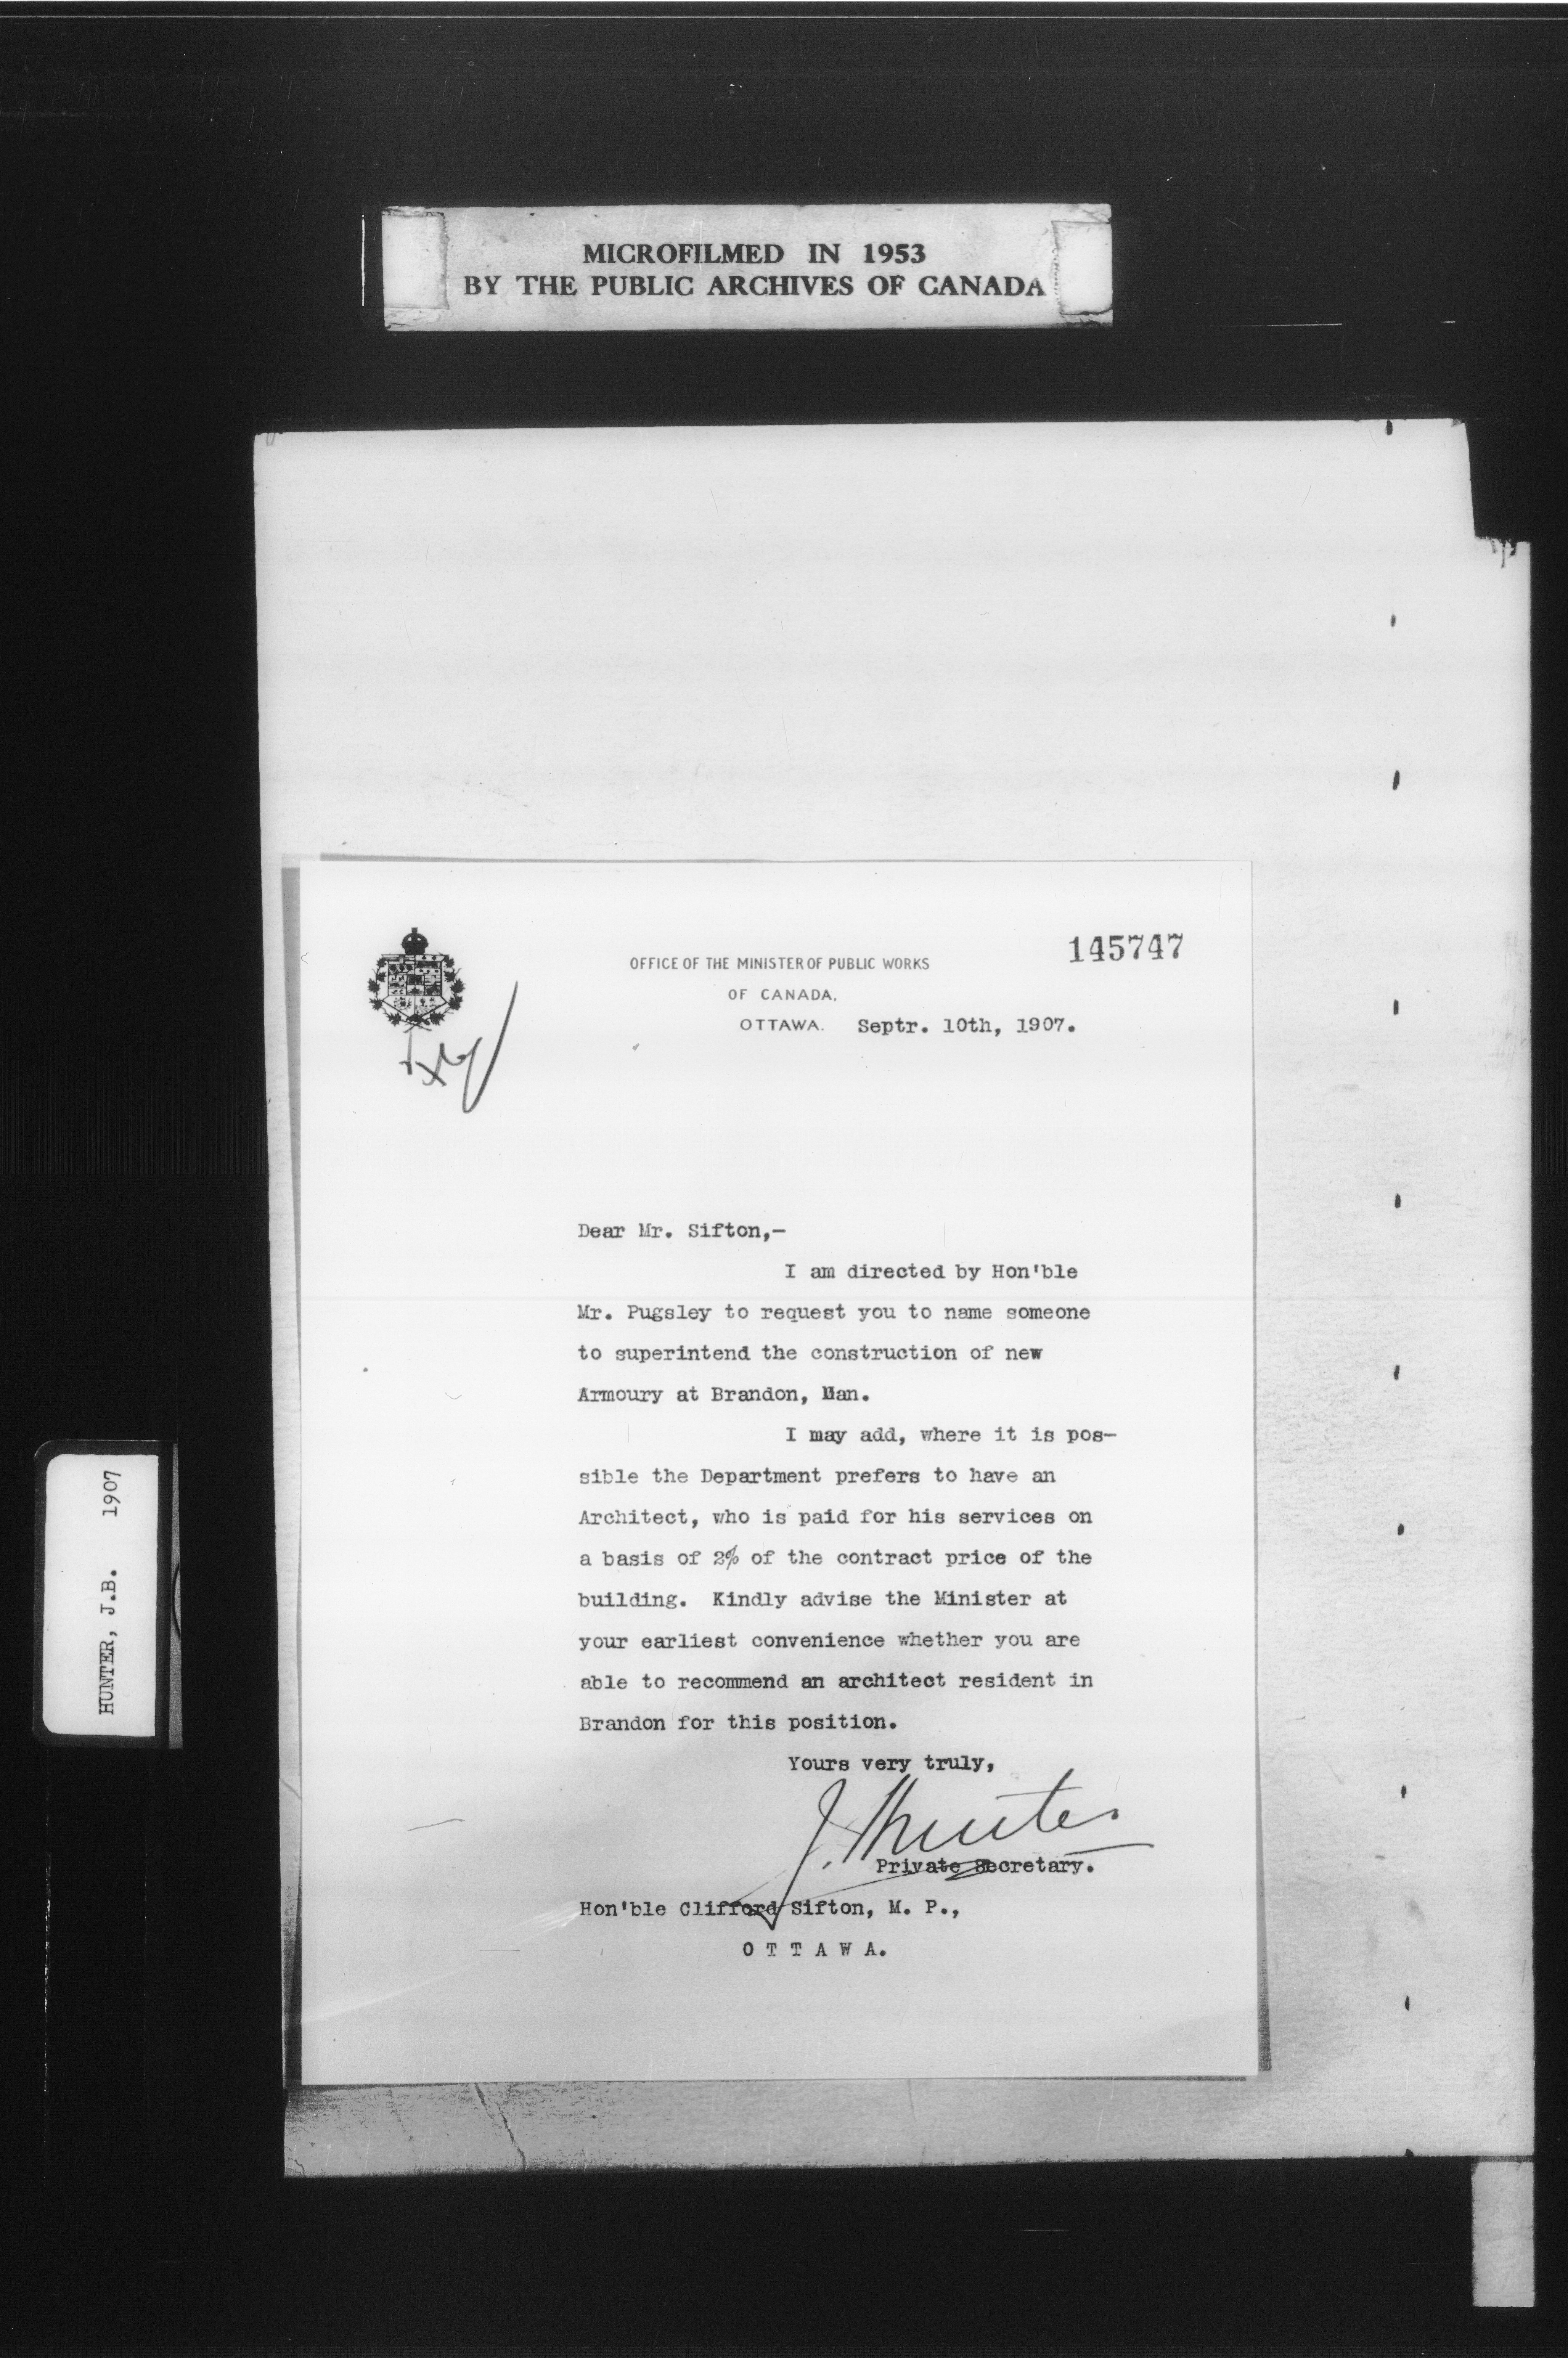 MICROFILMED IN 1953
BY THE PUBLIC ARCHIVES OF CANADA
HUNTER, J.B. 1907
145747
OFFICE OF THE MINISTER OF PUBLIC WORKS
OF CANADA.
OTTAWA. Septr. 10th, 1907.
Dear Mr. Sifton,-
I am directed by Hon'ble
Mr. Pugsley to request you to name someone
to superintend the construction of new
Armoury at Brandon, Man.
I may add, where it is pos-
sible the Department prefers to have an
Architect, who is paid for his services on
a basis of 2% of the contract price of the
building. Kindly advise the Minister at
your earliest convenience whether you are
able to recommend an architect resident in
Brandon for this position.
Yours very truly,
J. Hunter
Private Secretary.
Hon'ble Clifford Sifton, M. P.,
O T T A W A.